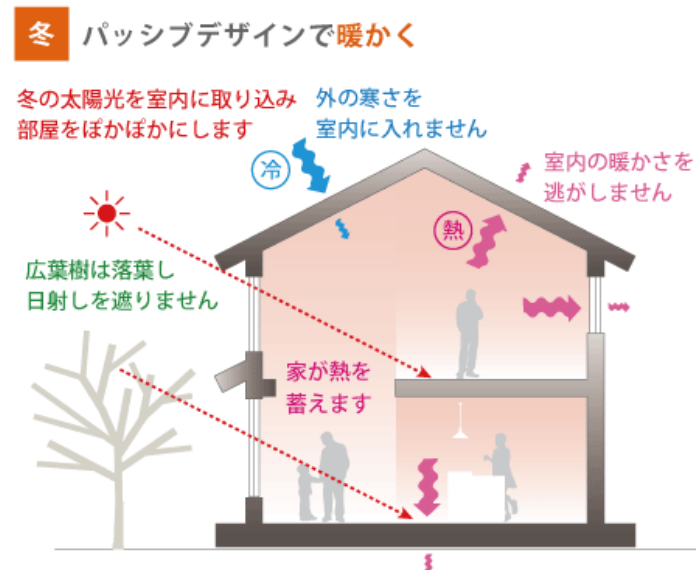 冬 パッシブデザインで暖かく
冬の太陽光を室内に取り込み
部屋をぽかぽかにします
外の寒さを
室内に入れません
冷
室内の暖かさを
逃がしません
熱
広葉樹は落葉し
日射しを遮りません
家が熱を
蓄えます